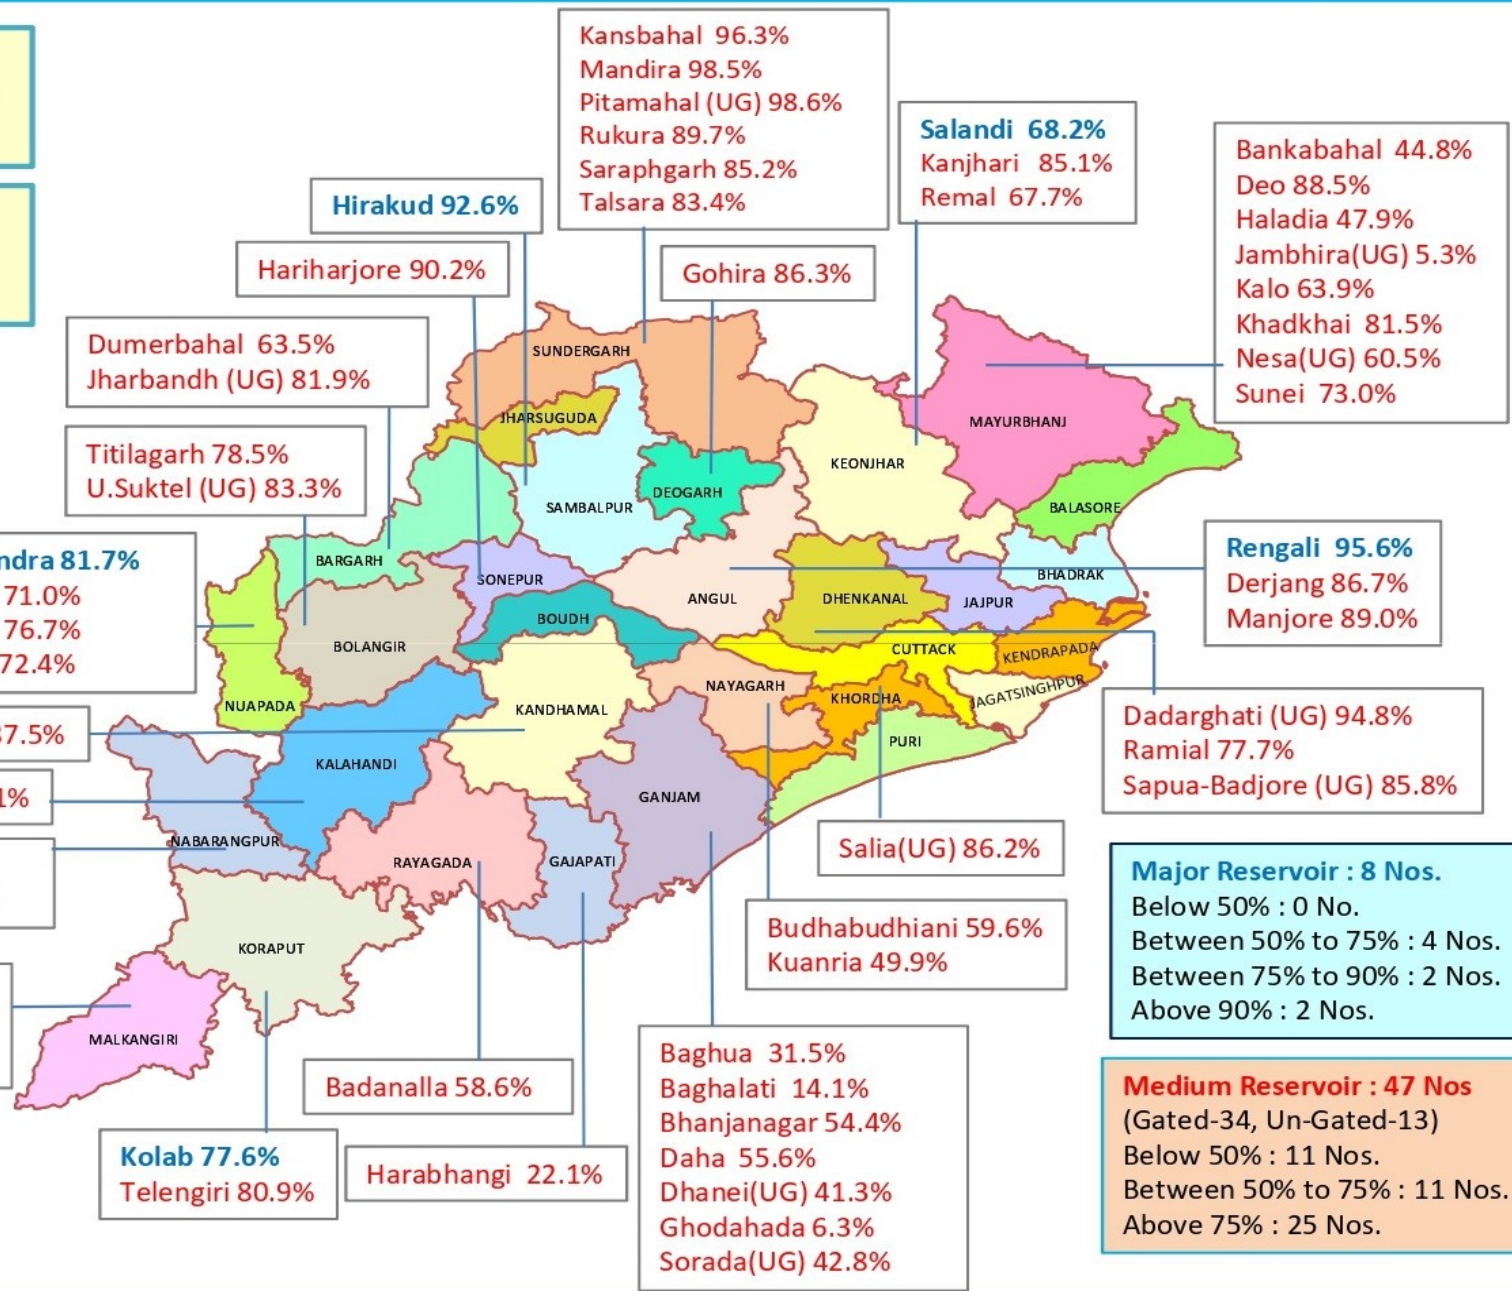 Kansbahal 96.3%
Mandira 98.5%
Pitamahal (UG) 98.6%
Rukura 89.7%
Saraphgarh 85.2%
Talsara 83.4%
Salandi 68.2%
Kanjhari 85.1%
Remal 67.7%
Bankabahal 44.8%
Deo 88.5%
Haladia 47.9%
Jambhira(UG) 5.3%
Kalo 63.9%
Khadkhai 81.5%
Nesa(UG) 60.5%
Sunei 73.0%
Hirakud 92.6%
Hariharjore 90.2%
Gohira 86.3%
Dumerbahal 63.5%
Jharbandh (UG) 81.9%
Titilagarh 78.5%
U.Suktel (UG) 83.3%
ndra 81.7%
71.0%
76.7%
72.4%
37.5%
1%
SUNDERGARH
JHARSUGUDA
SAMBALPUR
DEOGARH
KEONJHAR
MAYURBHANJ
BALASORE
BARGARH
SONEPUR
BOUDH
ANGUL
DHENKANAL
JAJPUR
BHADRAK
BOLANGIR
NUAPADA
CUTTACK
KENDRAPADA
JAGATSINGHPUR
NAYAGARH
KHORDHA
PURI
KANDHAMAL
KALAHANDI
GANJAM
NABARANGPUR
RAYAGADA
GAJAPATI
KORAPUT
MALKANGIRI
Rengali 95.6%
Derjang 86.7%
Manjore 89.0%
Dadarghati (UG) 94.8%
Ramial 77.7%
Sapua-Badjore (UG) 85.8%
Salia(UG) 86.2%
Budhabudhiani 59.6%
Kuanria 49.9%
Badanalla 58.6%
Kolab 77.6%
Telengiri 80.9%
Harabhangi 22.1%
Baghua 31.5%
Baghalati 14.1%
Bhanjanagar 54.4%
Daha 55.6%
Dhanei(UG) 41.3%
Ghodahada 6.3%
Sorada(UG) 42.8%
Major Reservoir : 8 Nos.
Below 50% : 0 No.
Between 50% to 75% : 4 Nos.
Between 75% to 90% : 2 Nos.
Above 90% : 2 Nos.
Medium Reservoir : 47 Nos
(Gated-34, Un-Gated-13)
Below 50% : 11 Nos.
Between 50% to 75% : 11 Nos.
Above 75% : 25 Nos.